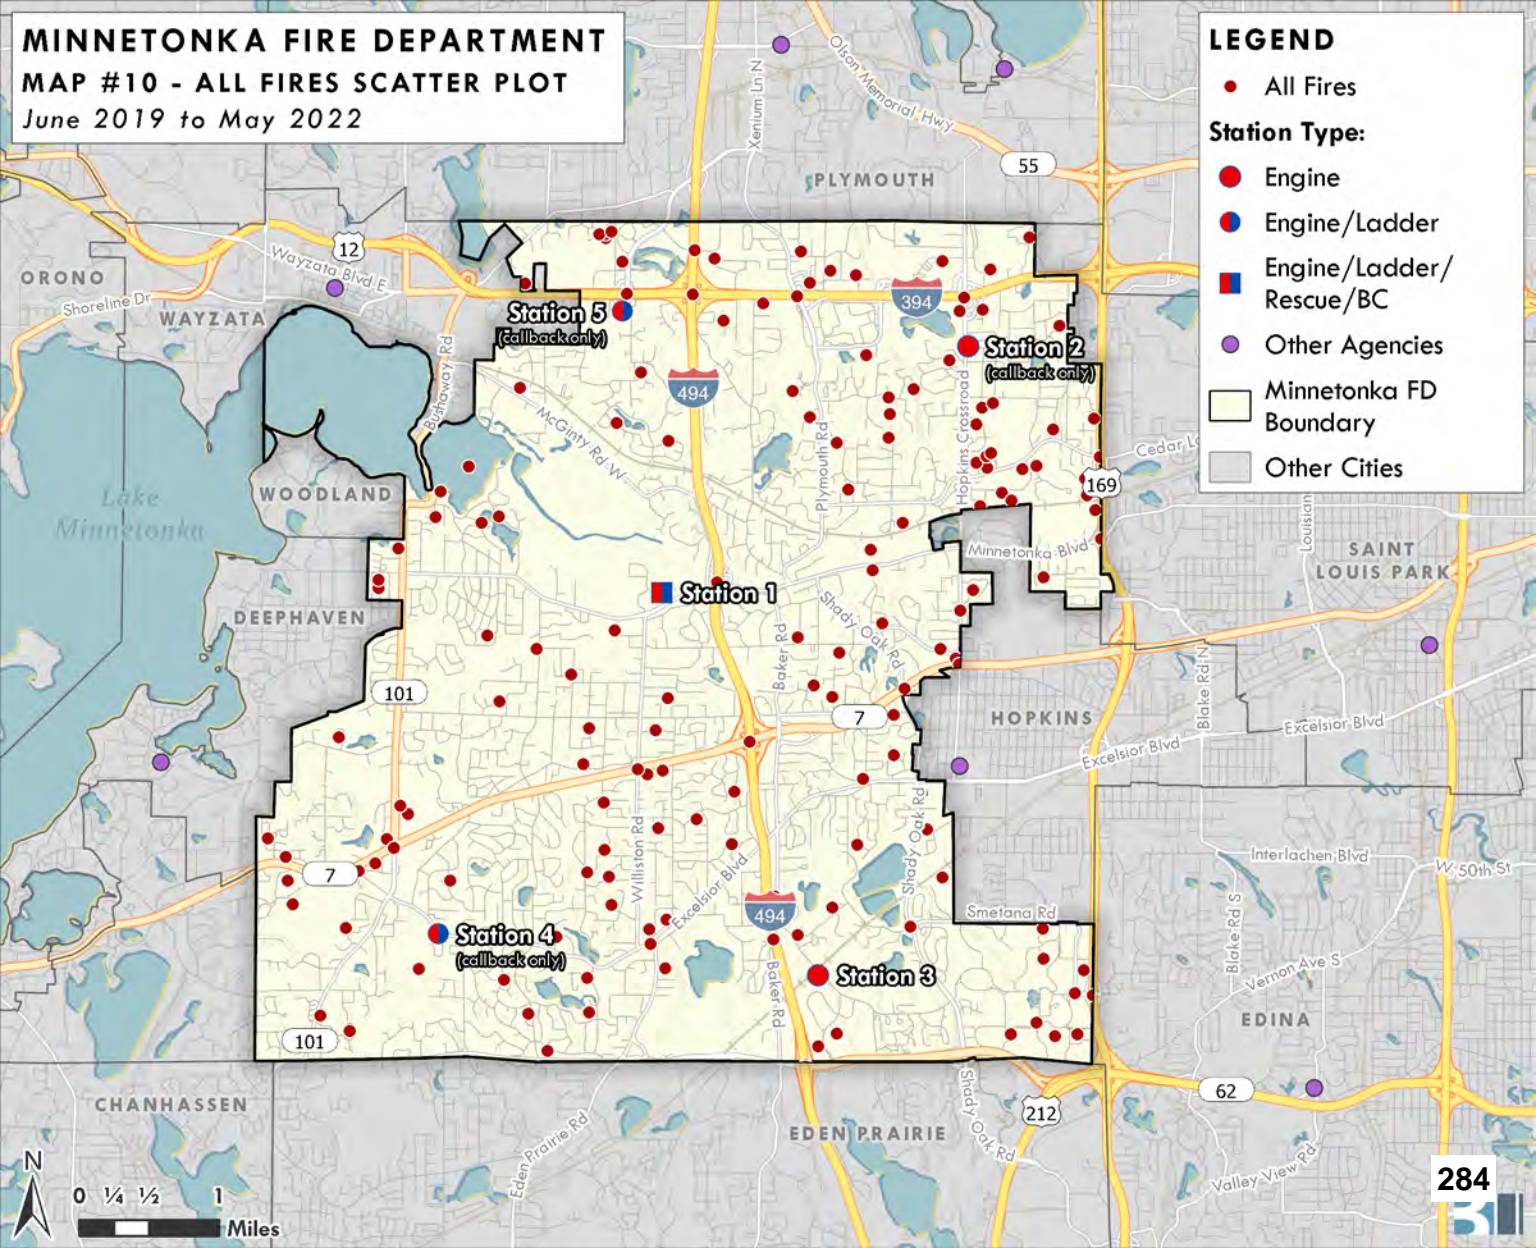 MINNETONKA FIRE DEPARTMENT
MAP #10 - ALL FIRES SCATTER PLOT
June 2019 to May 2022
LEGEND
All Fires
Station Type:
Engine
Engine/Ladder
Engine/Ladder/
Rescue/BC
Other Agencies
Minnetonka FD
Boundary
Other Cities
Xenium Ln N
Olson Memorial Hwy
55
PLYMOUTH
12
Wayzata Blvd E
ORONO
Shoreline Dr
WAYZATA
Bushaway Rd
Station 5
(callback only)
394
Station 2
(callback only)
494
McGinty Rd W
Plymouth Rd
Hopkins Crossroad
Cedar L
169
WOODLAND
Lake
Minnetonka
Louisian
Minnetonka Blvd
SAINT
LOUIS PARK
DEEPHAVEN
Station 1
Shady Oak Rd
Baker Rd
Blake Rd N
101
7
HOPKINS
Excelsior Blvd
Excelsior Blvd
Williston Rd
Shady Oak Rd
Excelsior Blvd
Interlachen Blvd
W 50th St
7
494
Smetana Rd
Blake Rd S
Station 4
(callback only)
Station 3
Vernon Ave S
Baker Rd
EDINA
101
CHANHASSEN
62
212
EDEN PRAIRIE
Eden Prairie Rd
Shady Oak Rd
Valley View Rd
N
0 ¼ ½ 1
Miles
284